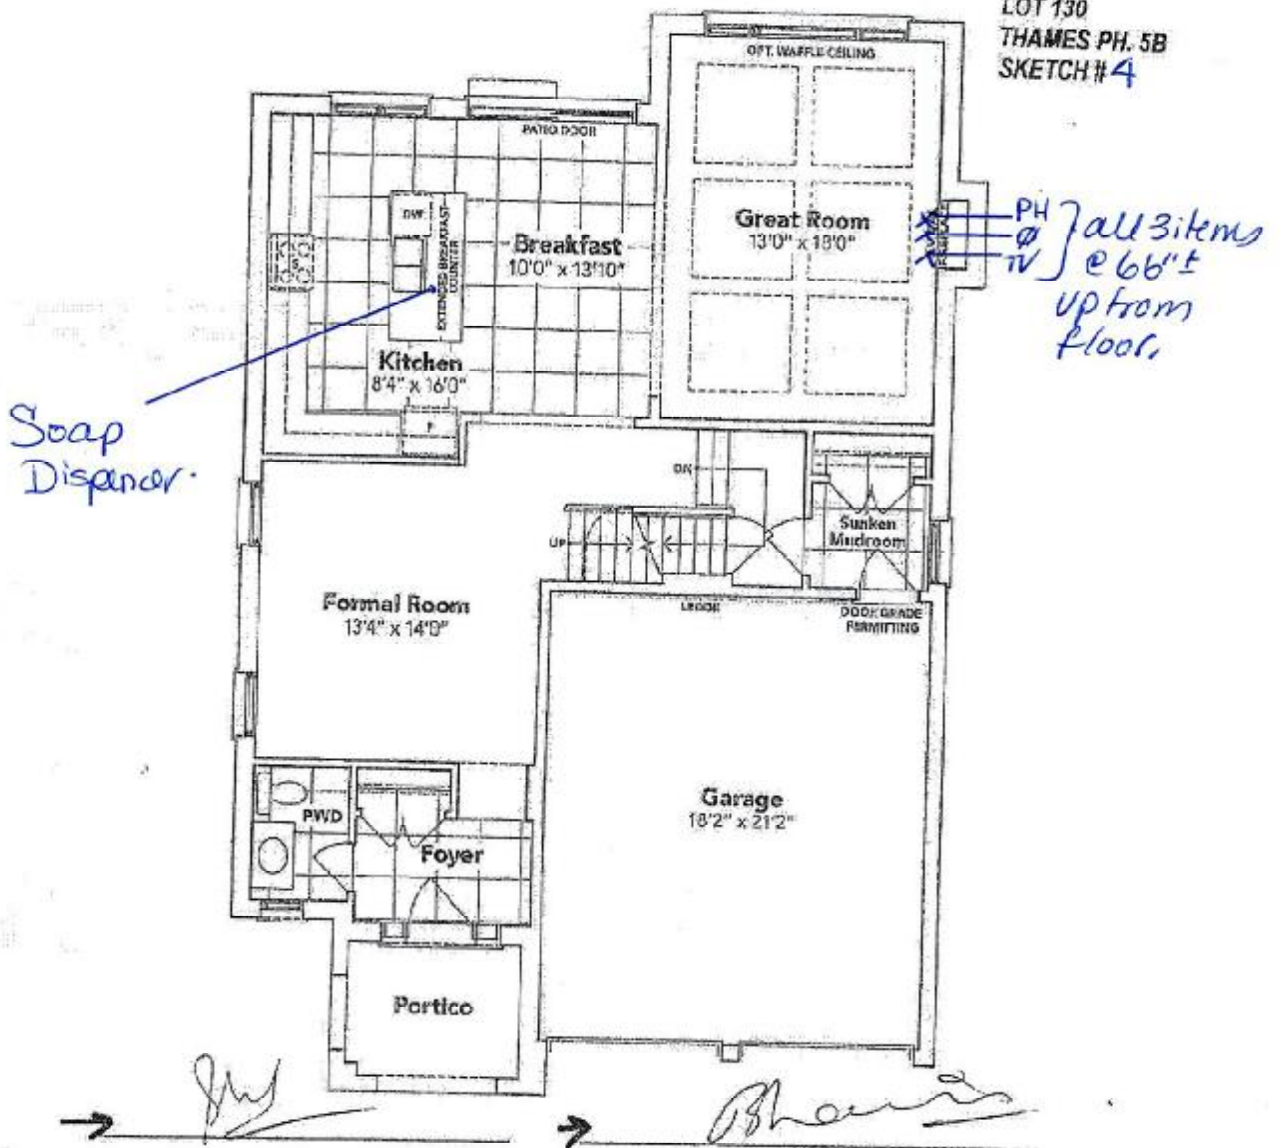 LOT 130
THAMES PH. 5B
SKETCH # 4
OPT. WAFFLE CEILING
PATIO DOOR
DW
EXTENDED BREAKFAST
COUNTER
Great Room
13'0" x 18'0"
PH
TV
all 3 items
@ 66"±
up from
floor.
Breakfast
10'0" x 13'10"
Kitchen
8'4" x 16'0"
F
Soap
Dispencer.
DN
UP
Sunken
Mudroom
Formal Room
13'4" x 14'0"
DOOR GRADE
PERMITTING
PWD
Foyer
Garage
18'2" x 21'2"
Portico